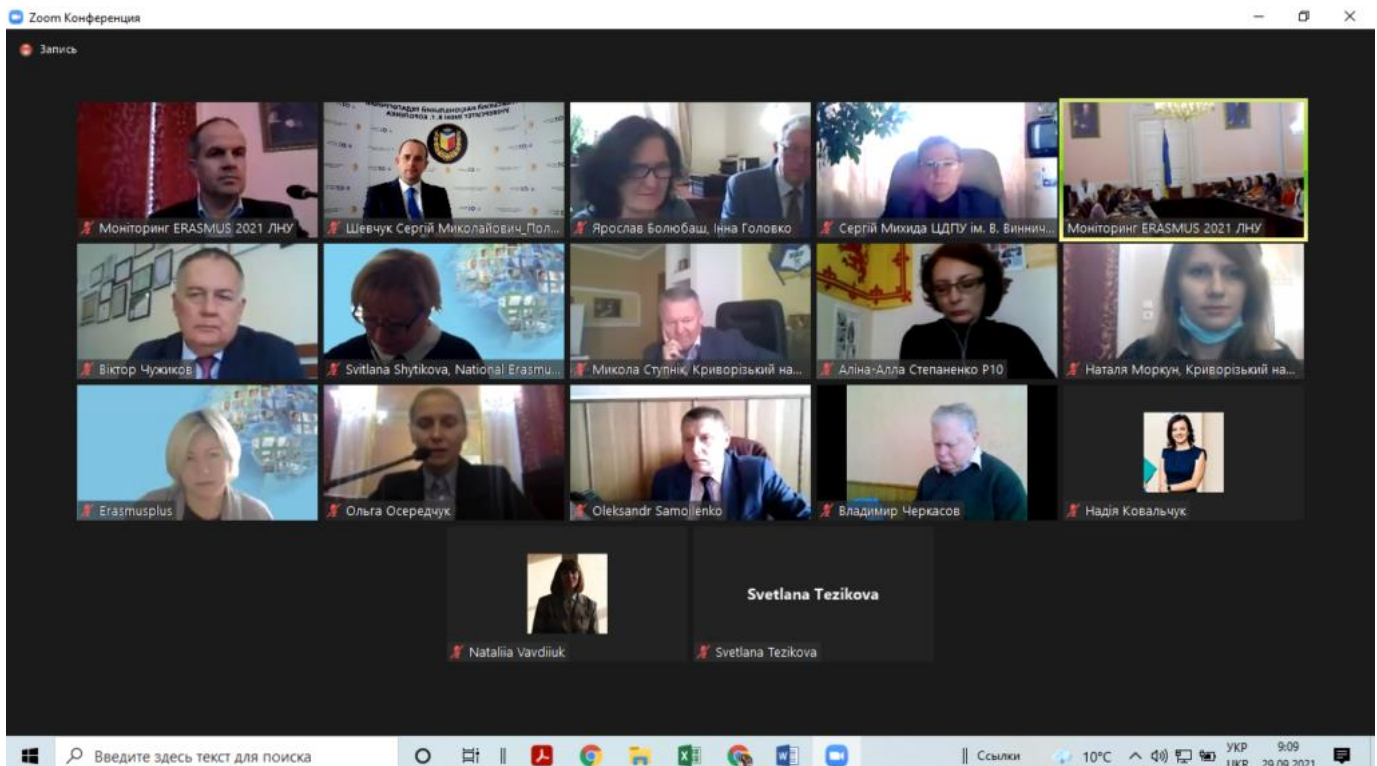 Zoom Конференция
Запись
Моніторинг ERASMUS 2021 ЛНУ
Шевчук Сергій Миколайович_Пол...
Ярослав Болюбаш, Інна Головко
Сергій Михида ЦДПУ ім. В. Виннич...
Моніторинг ERASMUS 2021 ЛНУ
Віктор Чужиков
Svitlana Shytikova, National Erasmu...
Микола Ступнік, Криворізький на...
Аліна-Алла Степаненко Р10
Наталя Моркун, Криворізький на...
Erasmusplus
Ольга Осередчук
Oleksandr Samojlenko
Владимир Черкасов
Надія Ковальчук
Svetlana Tezikova
Nataliia Vavdiiuk
Svetlana Tezikova
Введите здесь текст для поиска
Ссылки
10°C
УКР
9:09
UKR
29.09.2021